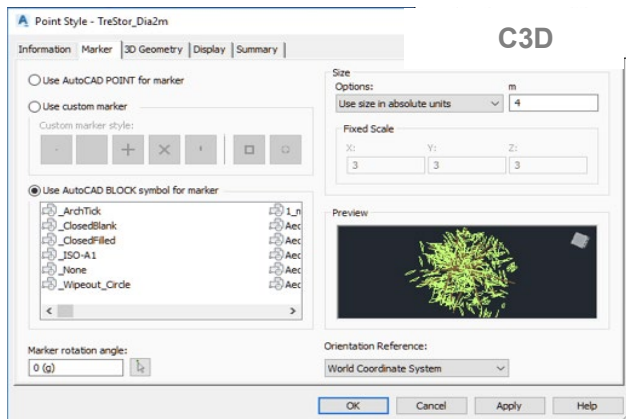 Point Style - TreStor_Dia2m
C3D
Information Marker 3D Geometry Display Summary
Use AutoCAD POINT for marker
Use custom marker
Custom marker style:
Use AutoCAD BLOCK symbol for marker
_ArchTick 1_n
_ClosedBlank Aec
_ClosedFilled Aec
_ISO-A1 Aec
_None Aec
_Wipeout_Circle Aec
Marker rotation angle:
0 (g)
Size
Options: m
Use size in absolute units 4
Fixed Scale
X: Y: Z:
3 3 3
Preview
Orientation Reference:
World Coordinate System
OK Cancel Apply Help